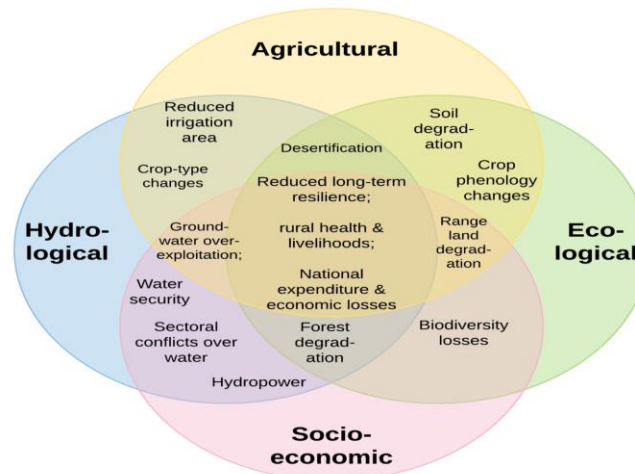 Agricultural
Reduced
irrigation
area
Soil
degrad-
ation
Desertification
Crop-type
changes
Crop
phenology
changes
Reduced long-term
resilience;
Hydro-
logical
Ground-
water over-
exploitation;
rural health &
livelihoods;
Range
land
degrad-
ation
Eco-
logical
Water
security
National
expenditure &
economic losses
Sectoral
conflicts over
water
Forest
degrad-
ation
Biodiversity
losses
Hydropower
Socio-
economic